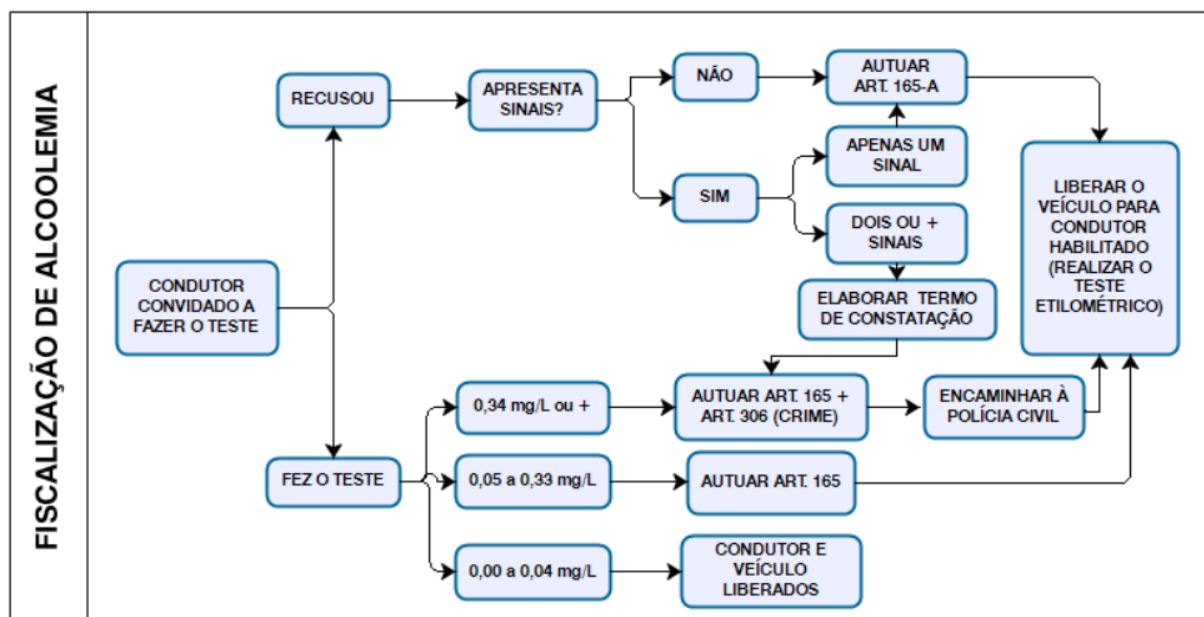 FISCALIZAÇÃO DE ALCOOLEMIA
CONDUTOR
CONVIDADO A
FAZER O TESTE
RECUSOU
APRESENTA
SINAIS?
NÃO
AUTUAR
ART. 165-A
SIM
APENAS UM
SINAL
DOIS OU +
SINAIS
ELABORAR TERMO
DE CONSTATAÇÃO
LIBERAR O
VEÍCULO PARA
CONDUTOR
HABILITADO
(REALIZAR O
TESTE
ETILOMÉTRICO)
FEZ O TESTE
0,34 mg/L ou +
AUTUAR ART. 165 +
ART. 306 (CRIME)
ENCAMINHAR À
POLÍCIA CIVIL
0,05 a 0,33 mg/L
AUTUAR ART. 165
0,00 a 0,04 mg/L
CONDUTOR E
VEÍCULO
LIBERADOS